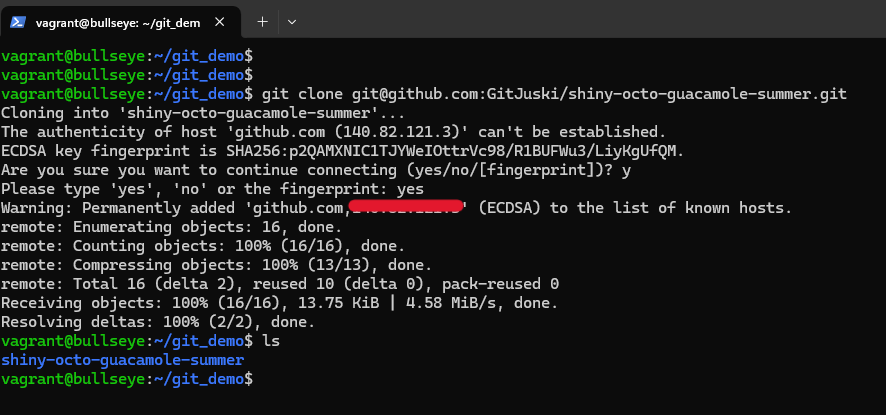 vagrant@bullseye: ~/git_dem
vagrant@bullseye:~/git_demo$
vagrant@bullseye:~/git_demo$
vagrant@bullseye:~/git_demo$ git clone git@github.com:GitJuski/shiny-octo-guacamole-summer.git
Cloning into 'shiny-octo-guacamole-summer'...
The authenticity of host 'github.com (140.82.121.3)' can't be established.
ECDSA key fingerprint is SHA256:p2QAMXNIC1TJYWeIOttrVc98/R1BUFWu3/LiyKgUfQM.
Are you sure you want to continue connecting (yes/no/[fingerprint])? y
Please type 'yes', 'no' or the fingerprint: yes
Warning: Permanently added 'github.com,' (ECDSA) to the list of known hosts.
remote: Enumerating objects: 16, done.
remote: Counting objects: 100% (16/16), done.
remote: Compressing objects: 100% (13/13), done.
remote: Total 16 (delta 2), reused 10 (delta 0), pack-reused 0
Receiving objects: 100% (16/16), 13.75 KiB | 4.58 MiB/s, done.
Resolving deltas: 100% (2/2), done.
vagrant@bullseye:~/git_demo$ ls
shiny-octo-guacamole-summer
vagrant@bullseye:~/git_demo$